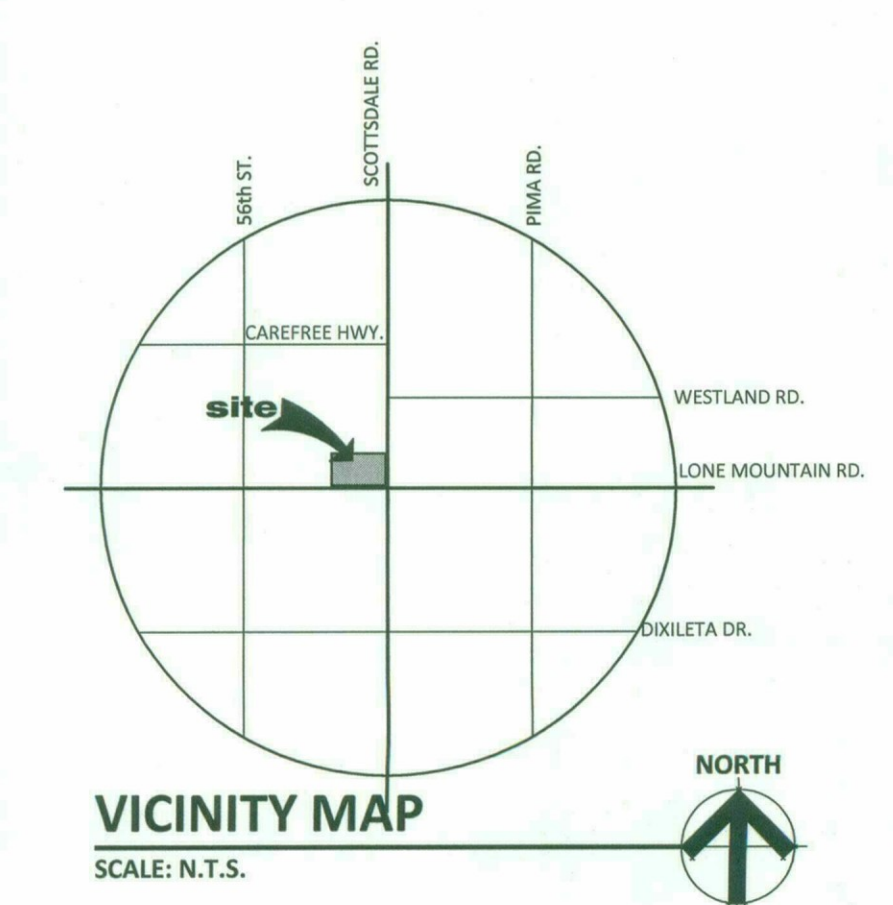 SCOTTSDALE RD.
56th ST.
PIMA RD.
CAREFREE HWY.
WESTLAND RD.
site
LONE MOUNTAIN RD.
DIXILETA DR.
NORTH
VICINITY MAP
SCALE: N.T.S.